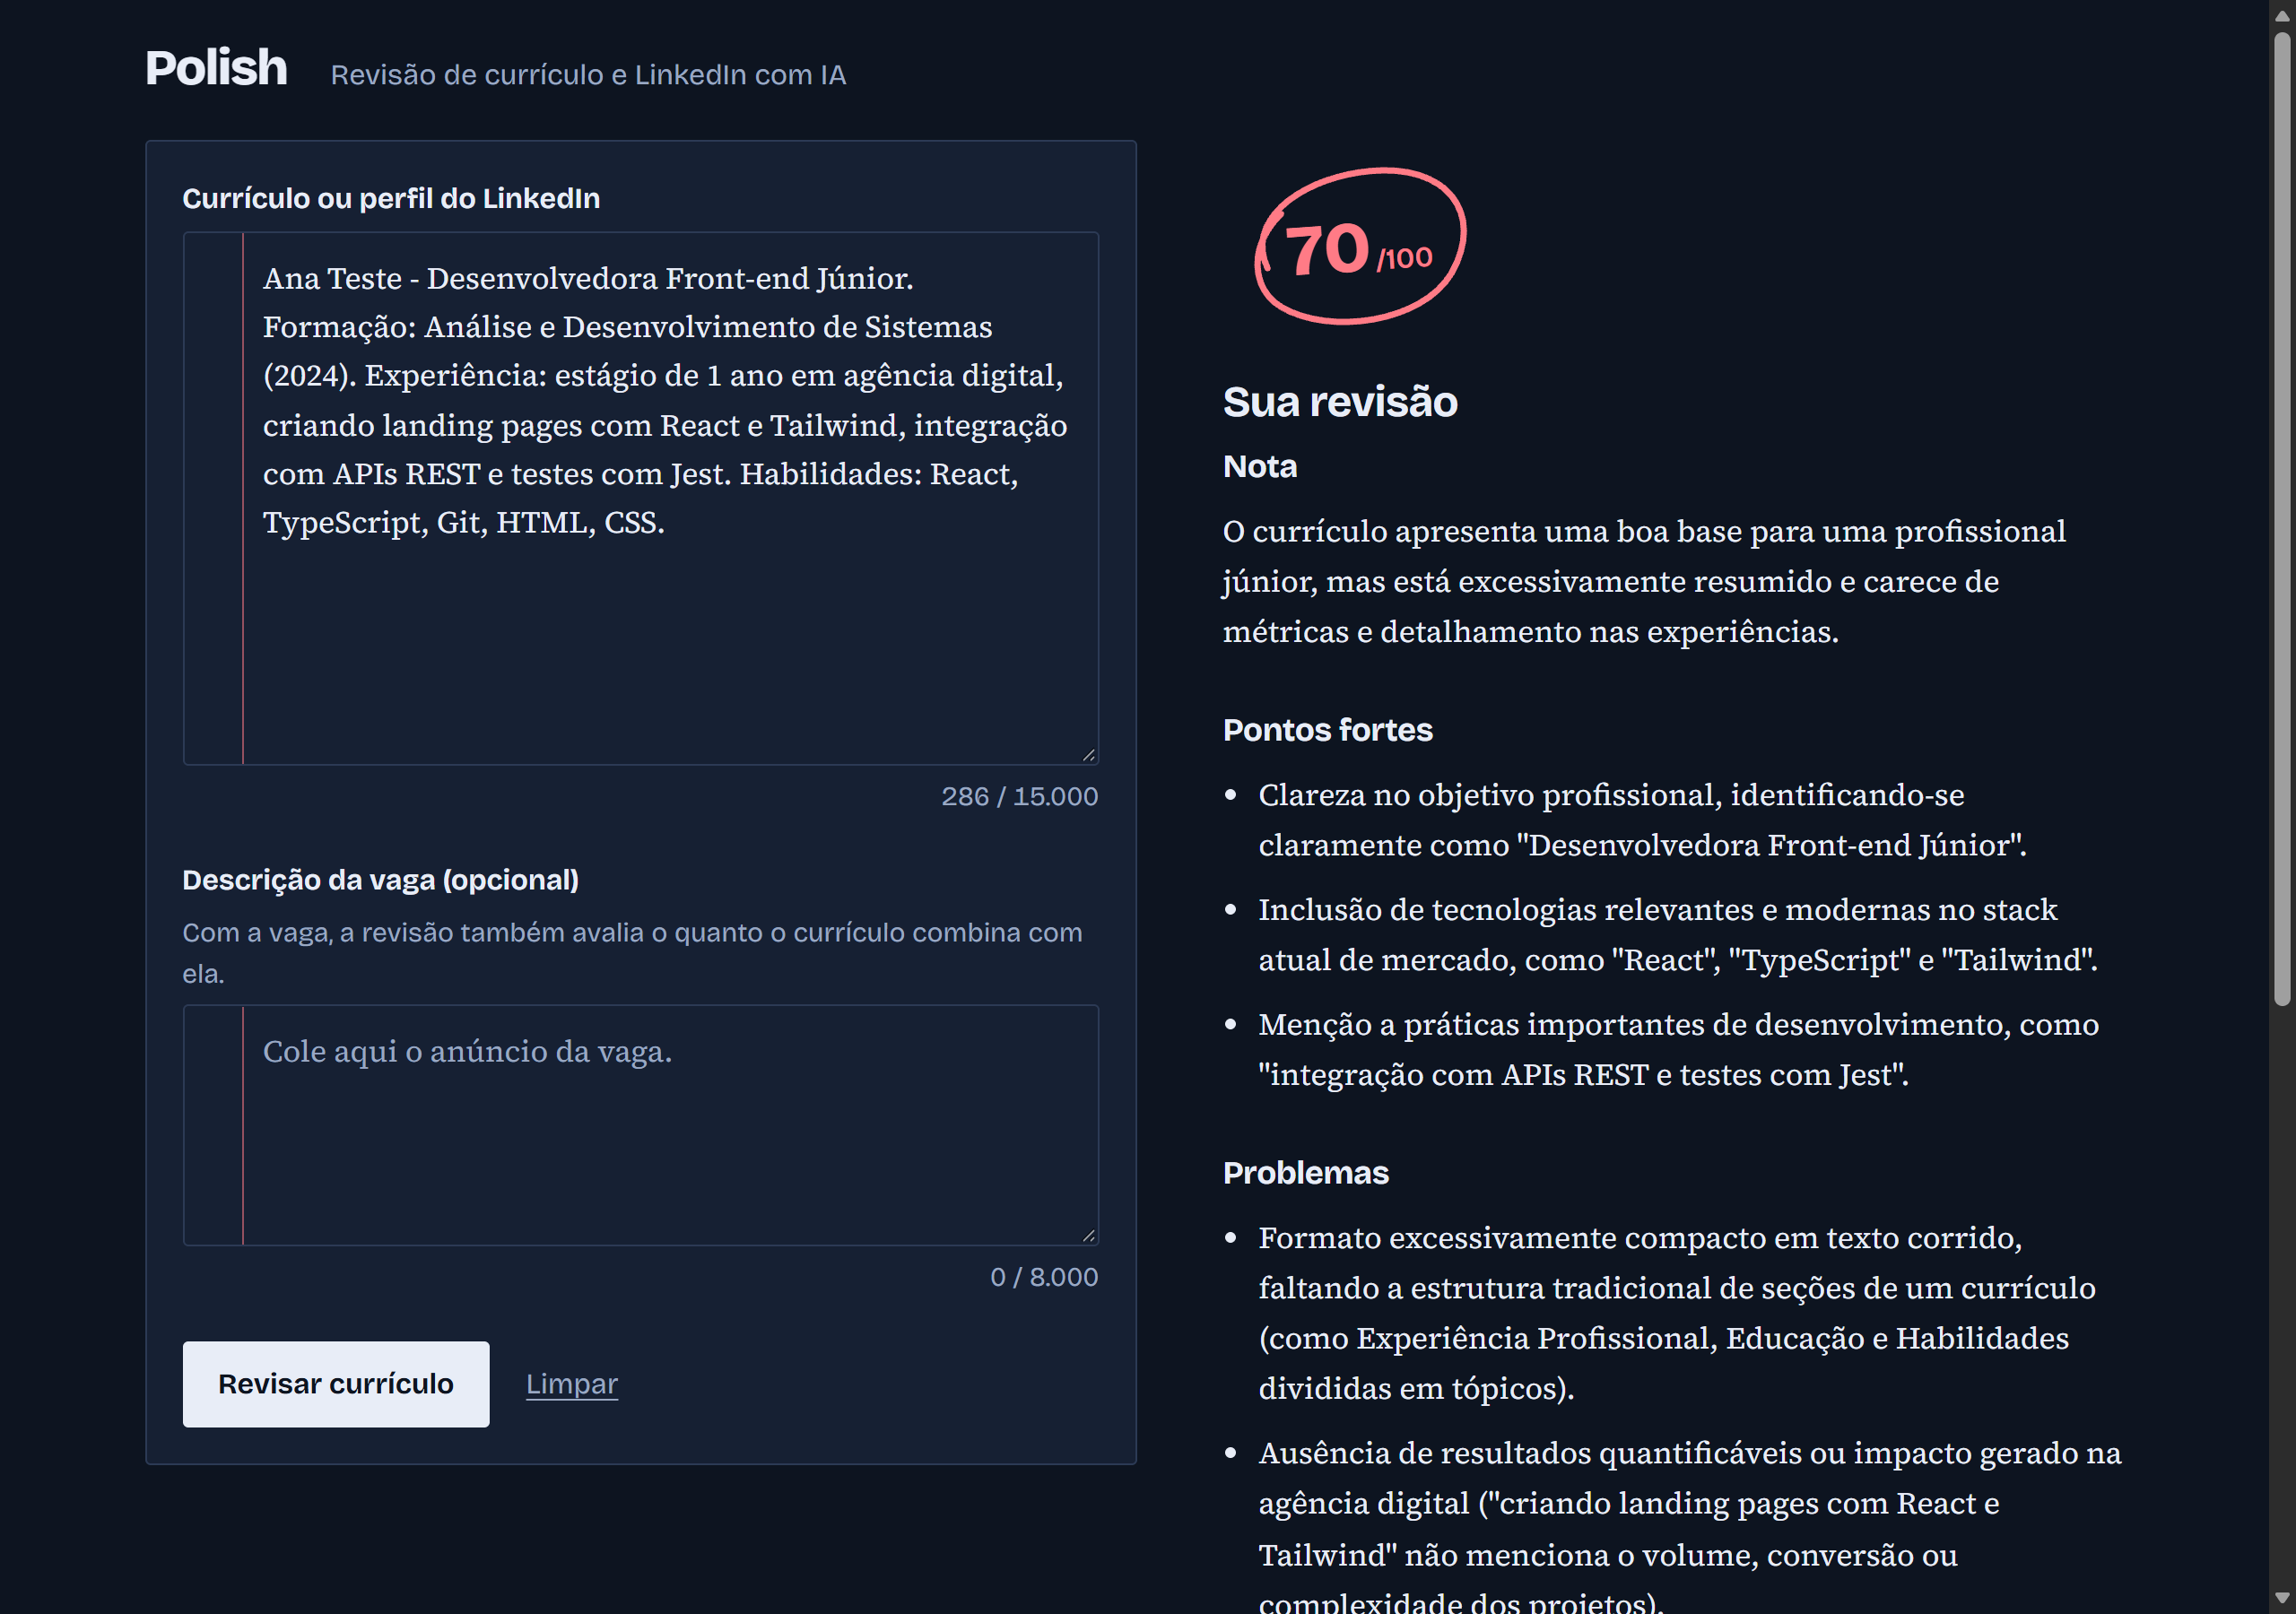 Polish
Revisão de currículo e LinkedIn com IA
Currículo ou perfil do LinkedIn
Ana Teste - Desenvolvedora Front-end Júnior.
Formação: Análise e Desenvolvimento de Sistemas
(2024). Experiência: estágio de 1 ano em agência digital,
criando landing pages com React e Tailwind, integração
com APIs REST e testes com Jest. Habilidades: React,
TypeScript, Git, HTML, CSS.
286 / 15.000
Descrição da vaga (opcional)
Com a vaga, a revisão também avalia o quanto o currículo combina com
ela.
Cole aqui o anúncio da vaga.
0 / 8.000
Revisar currículo
Limpar
70 /100
Sua revisão
Nota
O currículo apresenta uma boa base para uma profissional
júnior, mas está excessivamente resumido e carece de
métricas e detalhamento nas experiências.
Pontos fortes
Clareza no objetivo profissional, identificando-se
claramente como "Desenvolvedora Front-end Júnior".
Inclusão de tecnologias relevantes e modernas no stack
atual de mercado, como "React", "TypeScript" e "Tailwind".
Menção a práticas importantes de desenvolvimento, como
"integração com APIs REST e testes com Jest".
Problemas
Formato excessivamente compacto em texto corrido,
faltando a estrutura tradicional de seções de um currículo
(como Experiência Profissional, Educação e Habilidades
divididas em tópicos).
Ausência de resultados quantificáveis ou impacto gerado na
agência digital ("criando landing pages com React e
Tailwind" não menciona o volume, conversão ou
complexidade dos projetos).